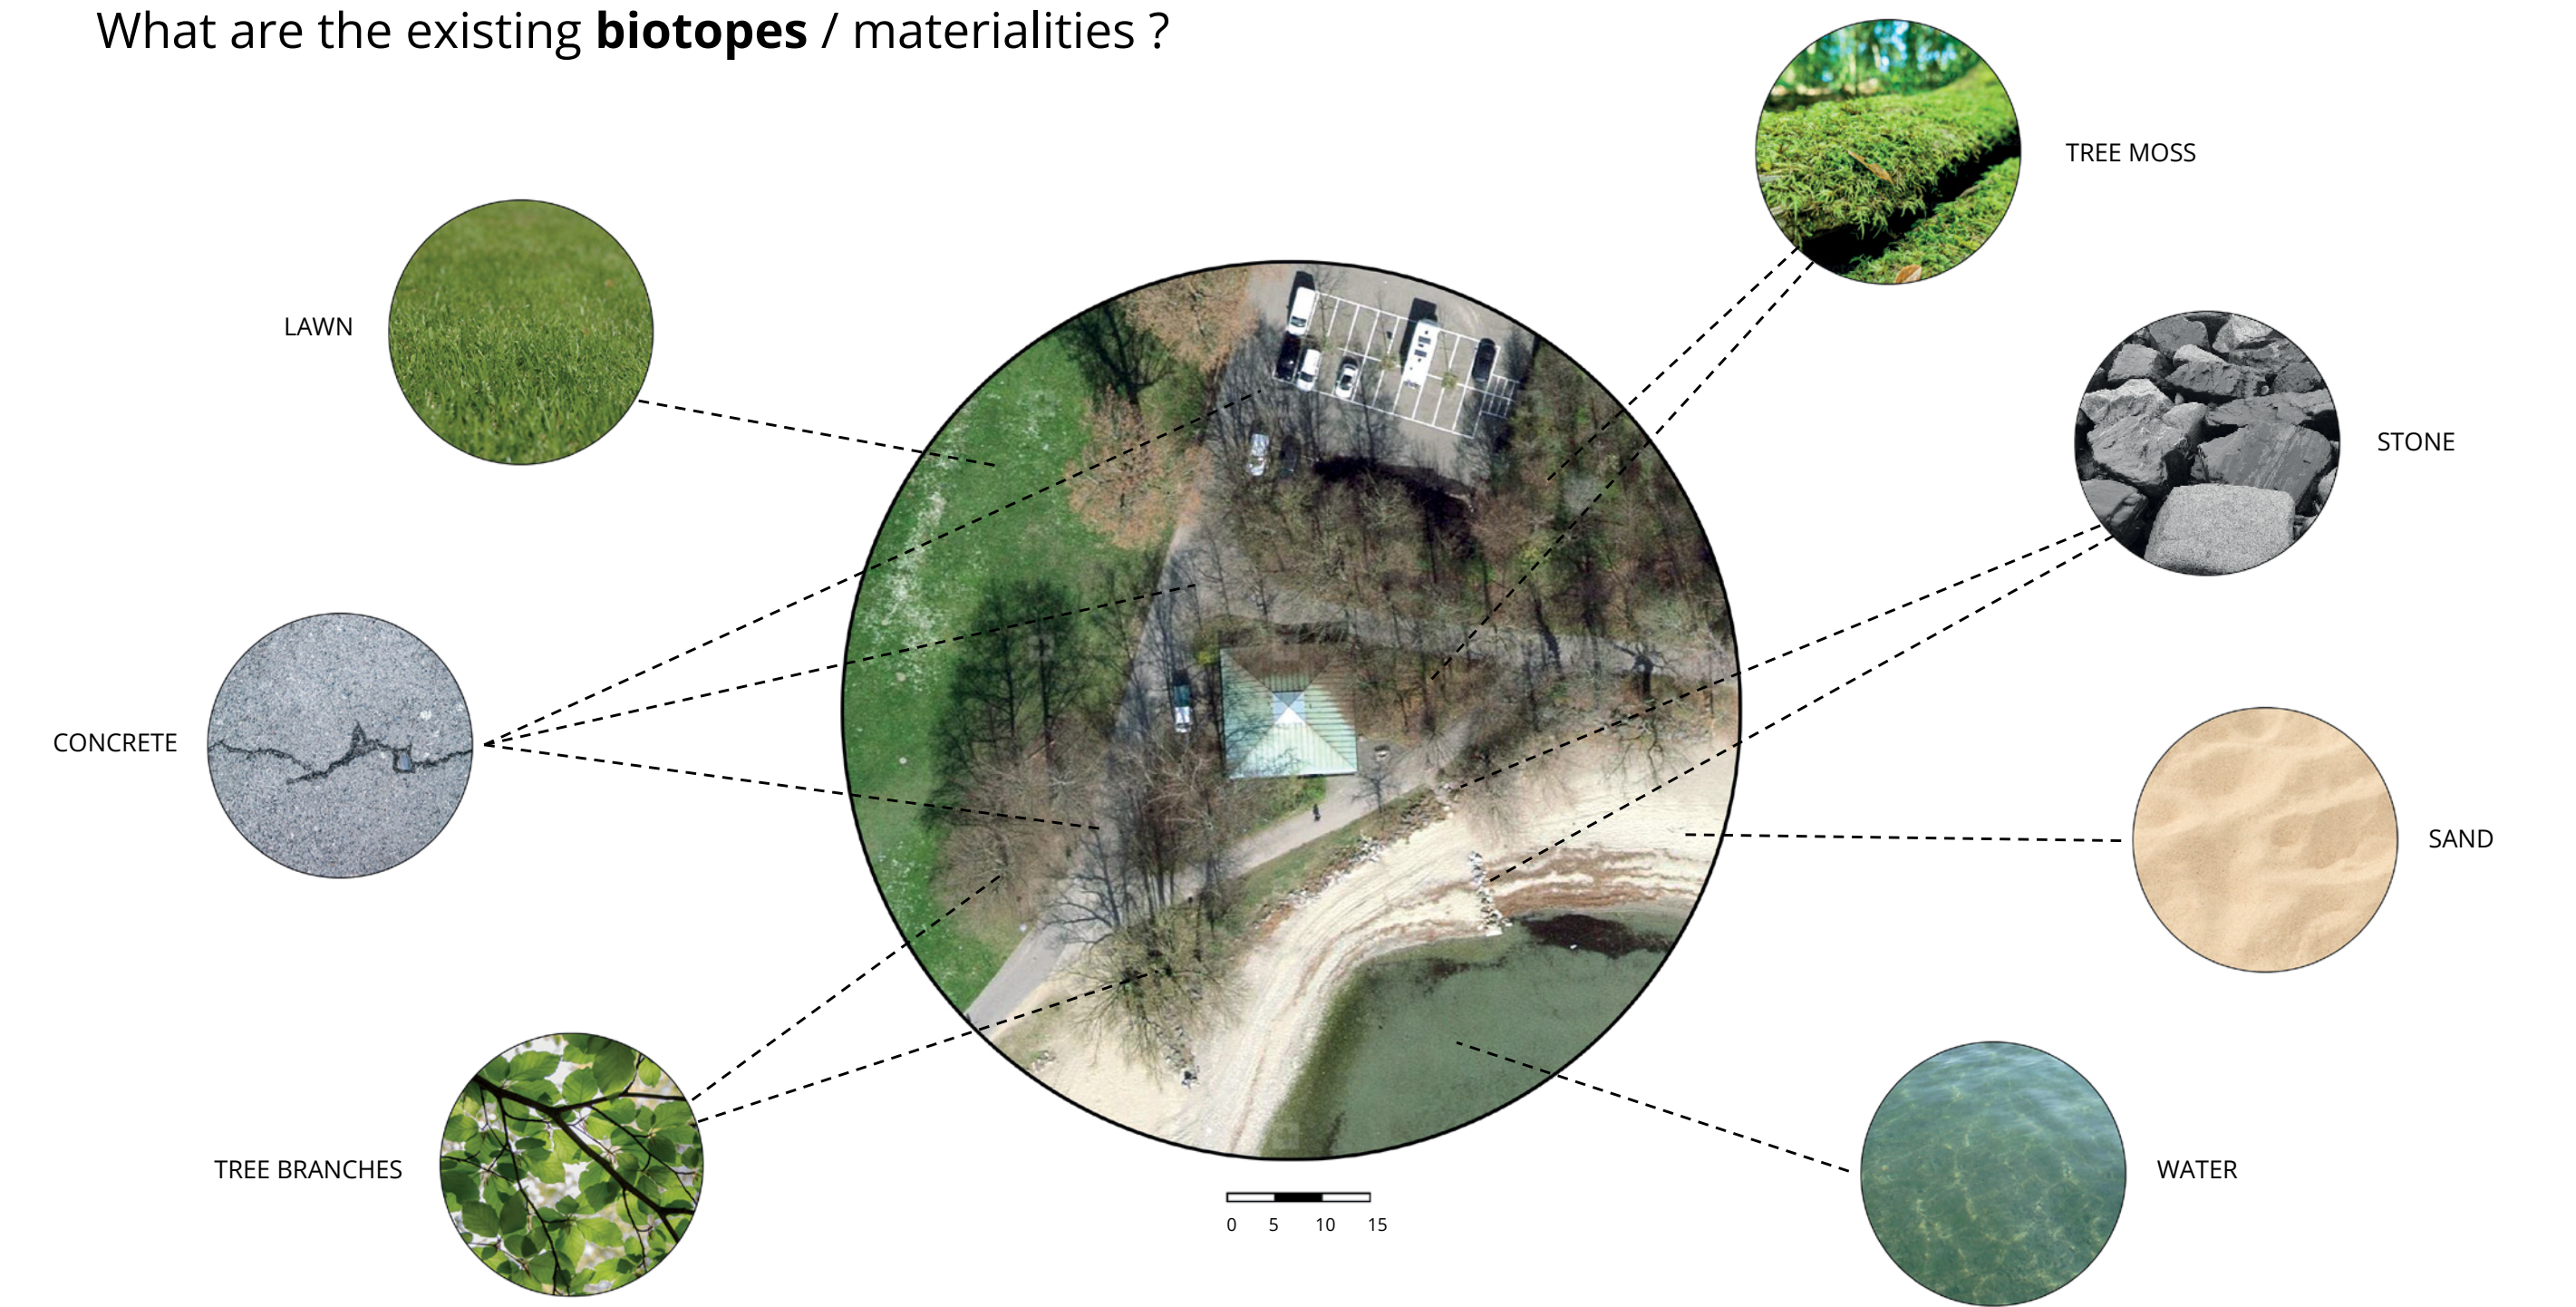 What are the existing biotopes / materialities ?
TREE MOSS
LAWN
STONE
CONCRETE
SAND
TREE BRANCHES
WATER
0 5 10 15